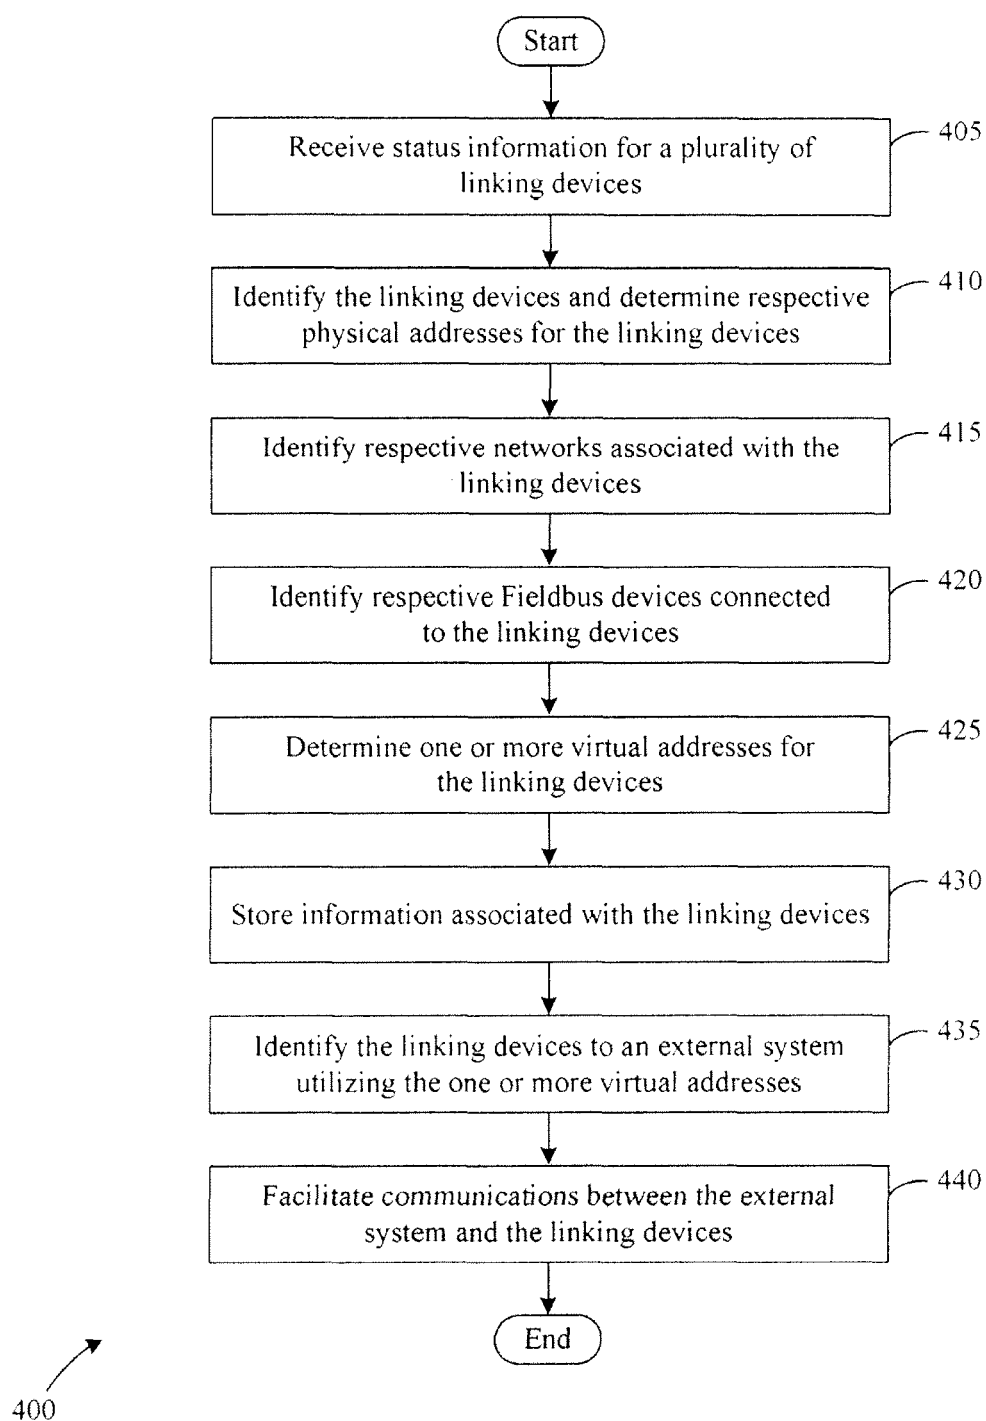 Start
Receive status information for a plurality of
linking devices
405
Identify the linking devices and determine respective
physical addresses for the linking devices
410
Identify respective networks associated with the
linking devices
415
Identify respective Fieldbus devices connected
to the linking devices
420
Determine one or more virtual addresses for
the linking devices
425
Store information associated with the linking devices
430
Identify the linking devices to an external system
utilizing the one or more virtual addresses
435
Facilitate communications between the external
system and the linking devices
440
End
400